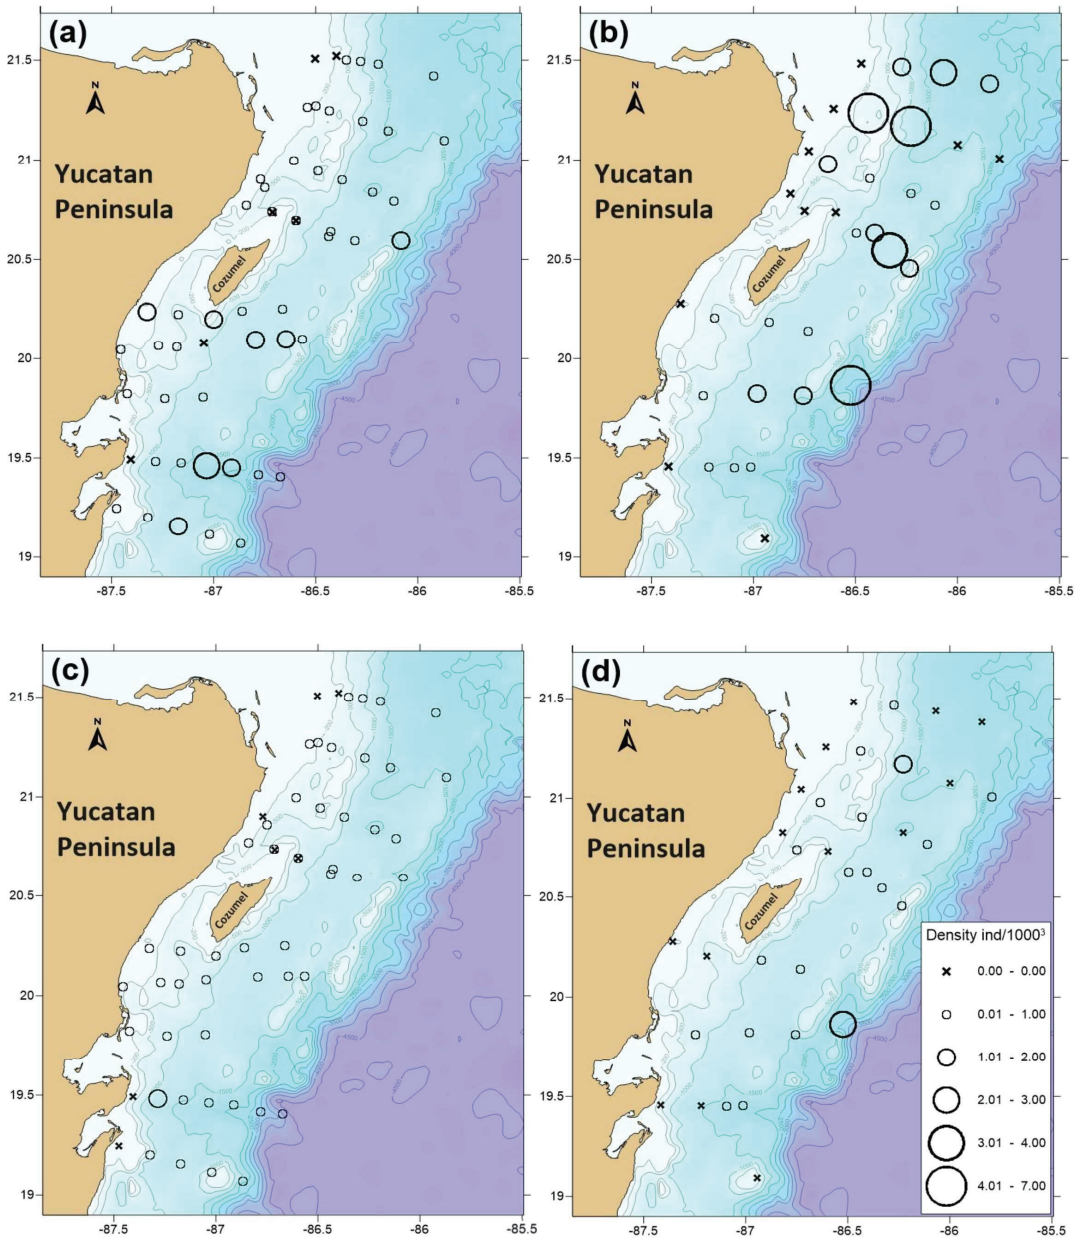 (a)
N
Yucatan
Peninsula
Cozumel
21.5
21
20.5
20
19.5
19
-87.5
-87
-86.5
-86
-85.5
(b)
N
Yucatan
Peninsula
Cozumel
21.5
21
20.5
20
19.5
19
-87.5
-87
-86.5
-86
-85.5
(c)
N
Yucatan
Peninsula
Cozumel
21.5
21
20.5
20
19.5
19
-87.5
-87
-86.5
-86
-85.5
(d)
N
Yucatan
Peninsula
Cozumel
21.5
21
20.5
20
19.5
19
-87.5
-87
-86.5
-86
-85.5
Density ind/1000³
0.00 - 0.00
0.01 - 1.00
1.01 - 2.00
2.01 - 3.00
3.01 - 4.00
4.01 - 7.00